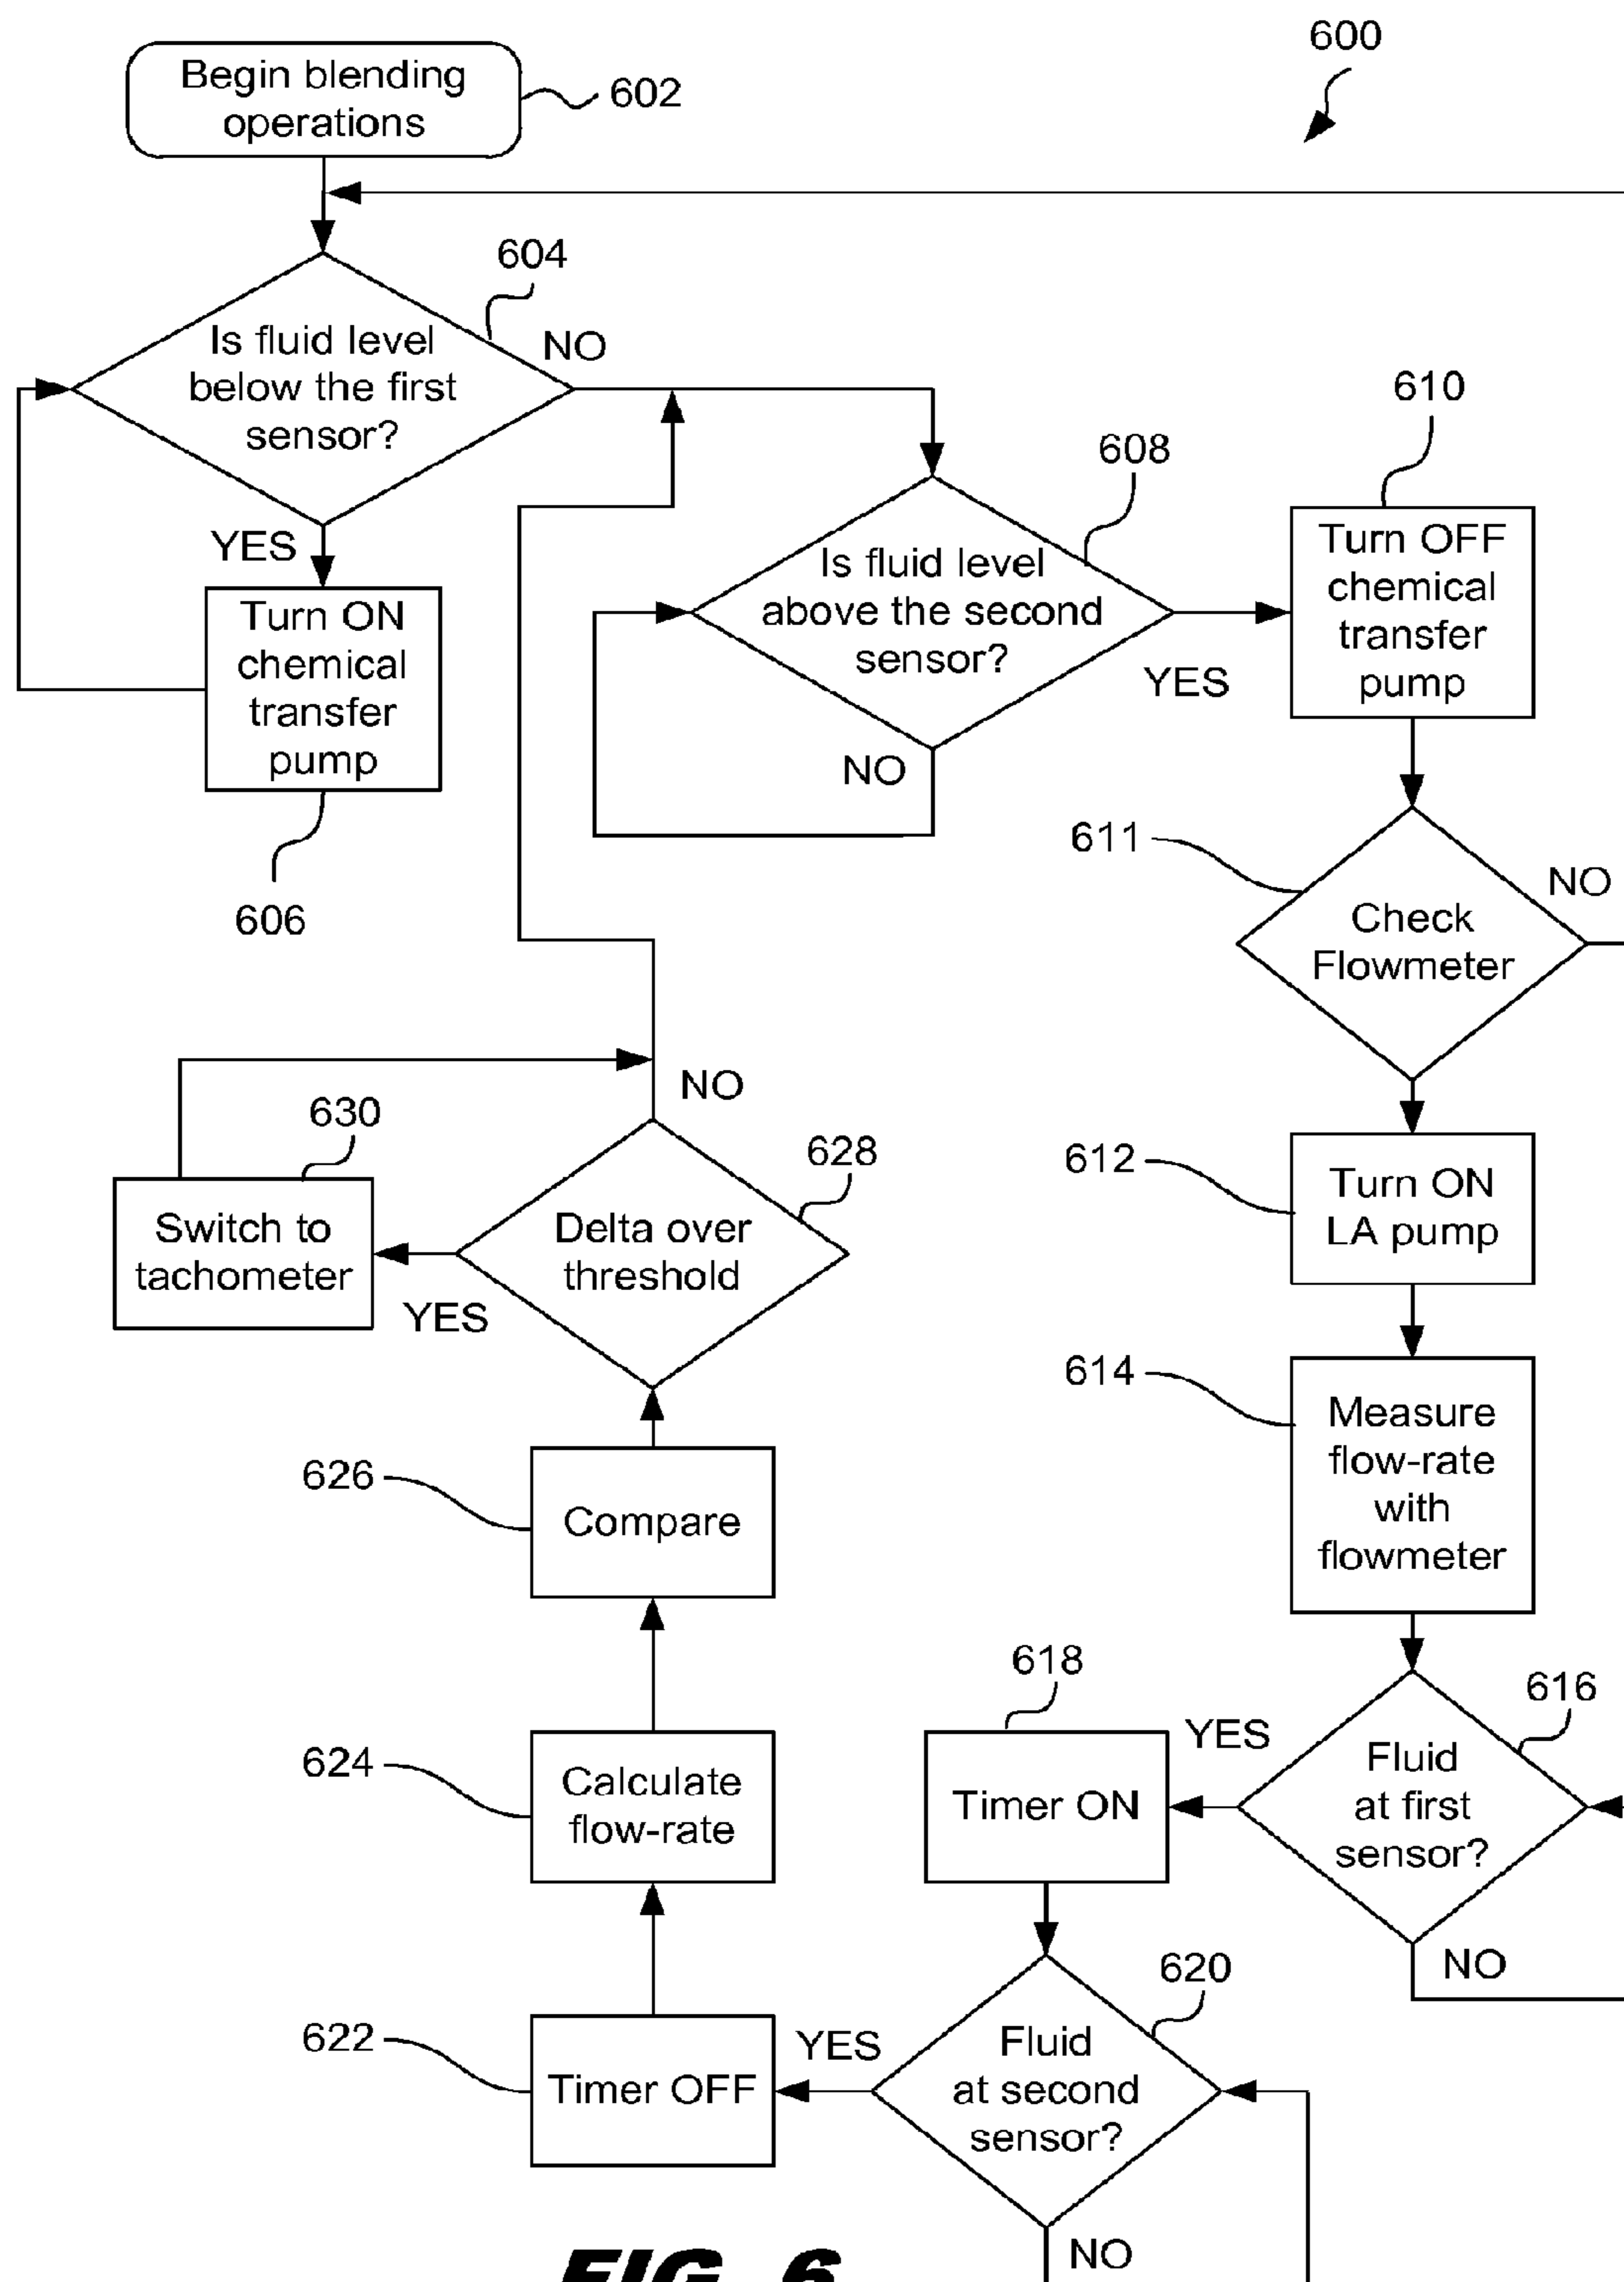 600
Begin blending
operations
602
604
Is fluid level
below the first
sensor?
NO
YES
Turn ON
chemical
transfer
pump
606
608
Is fluid level
above the second
sensor?
YES
NO
610
Turn OFF
chemical
transfer
pump
611
Check
Flowmeter
NO
612
Turn ON
LA pump
614
Measure
flow-rate
with
flowmeter
616
Fluid
at first
sensor?
YES
NO
618
Timer ON
620
Fluid
at second
sensor?
YES
NO
622
Timer OFF
624
Calculate
flow-rate
626
Compare
628
Delta over
threshold
NO
YES
630
Switch to
tachometer
FIG. 6